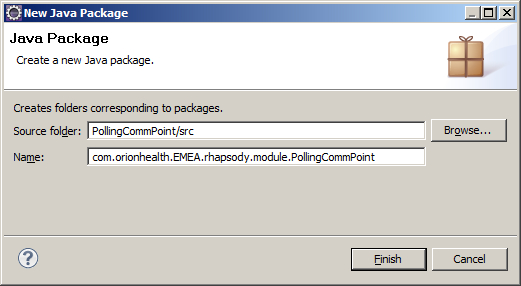 New Java Package
Java Package
Create a new Java package.
Creates folders corresponding to packages.
Source folder: PollingCommPoint/src Browse...
Name: com.orionhealth.EMEA.rhapsody.module.PollingCommPoint
? Finish Cancel